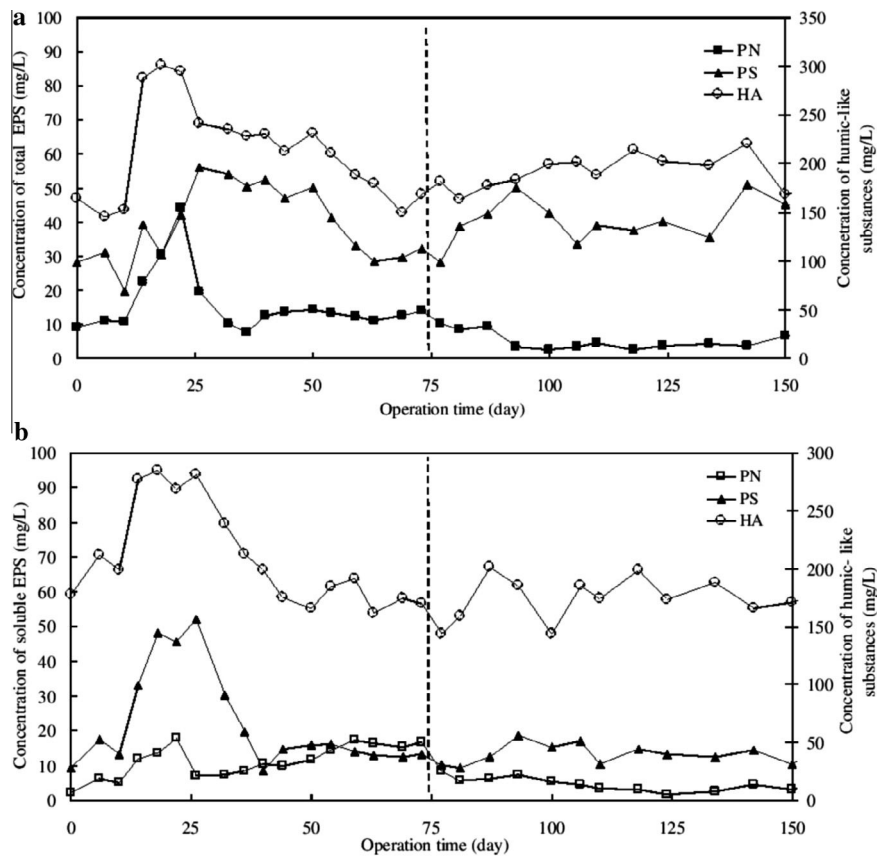 a
100
90
80
70
60
50
40
30
20
10
0
Concentration of total EPS (mg/L)
350
300
250
200
150
100
50
0
Concnetration of humic-like
substances (mg/L)
PN
PS
HA
0 25 50 75 100 125 150
Operation time (day)
b
100
90
80
70
60
50
40
30
20
10
0
Concentration of soluble EPS (mg/L)
300
250
200
150
100
50
0
Concentration of humic- like
substances (mg/L)
PN
PS
HA
0 25 50 75 100 125 150
Operation time (day)